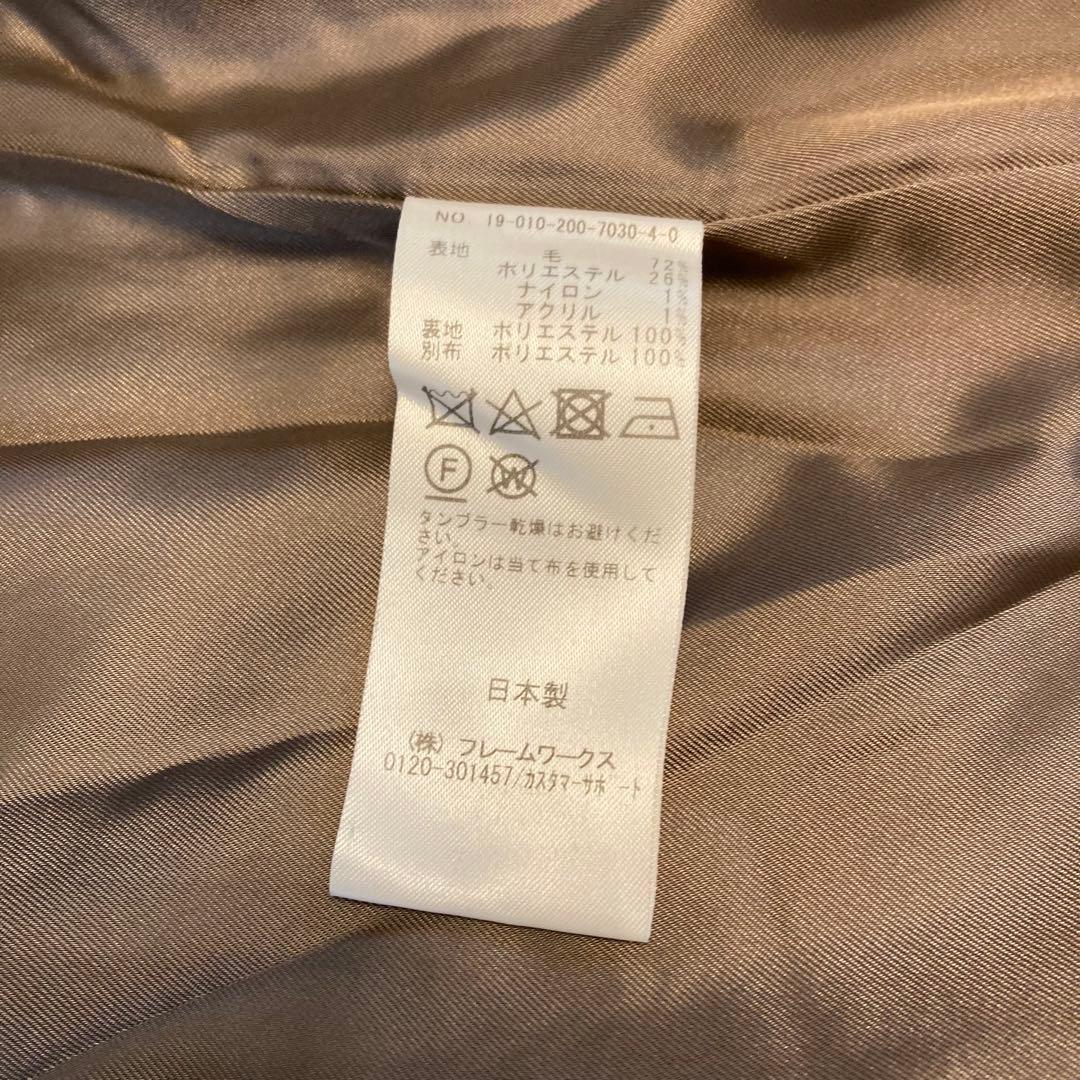 NO. 19-010-200-7030-4-0
表地 毛 72%
ポリエステル 26%
ナイロン 1%
アクリル 1%
裏地 ポリエステル 100%
別布 ポリエステル 100%
F W
タンブラー乾燥はお避けくだ
さい。
アイロンは当て布を使用して
ください。
日本製
(株) フレームワークス
0120-301457/カスタマーサポート